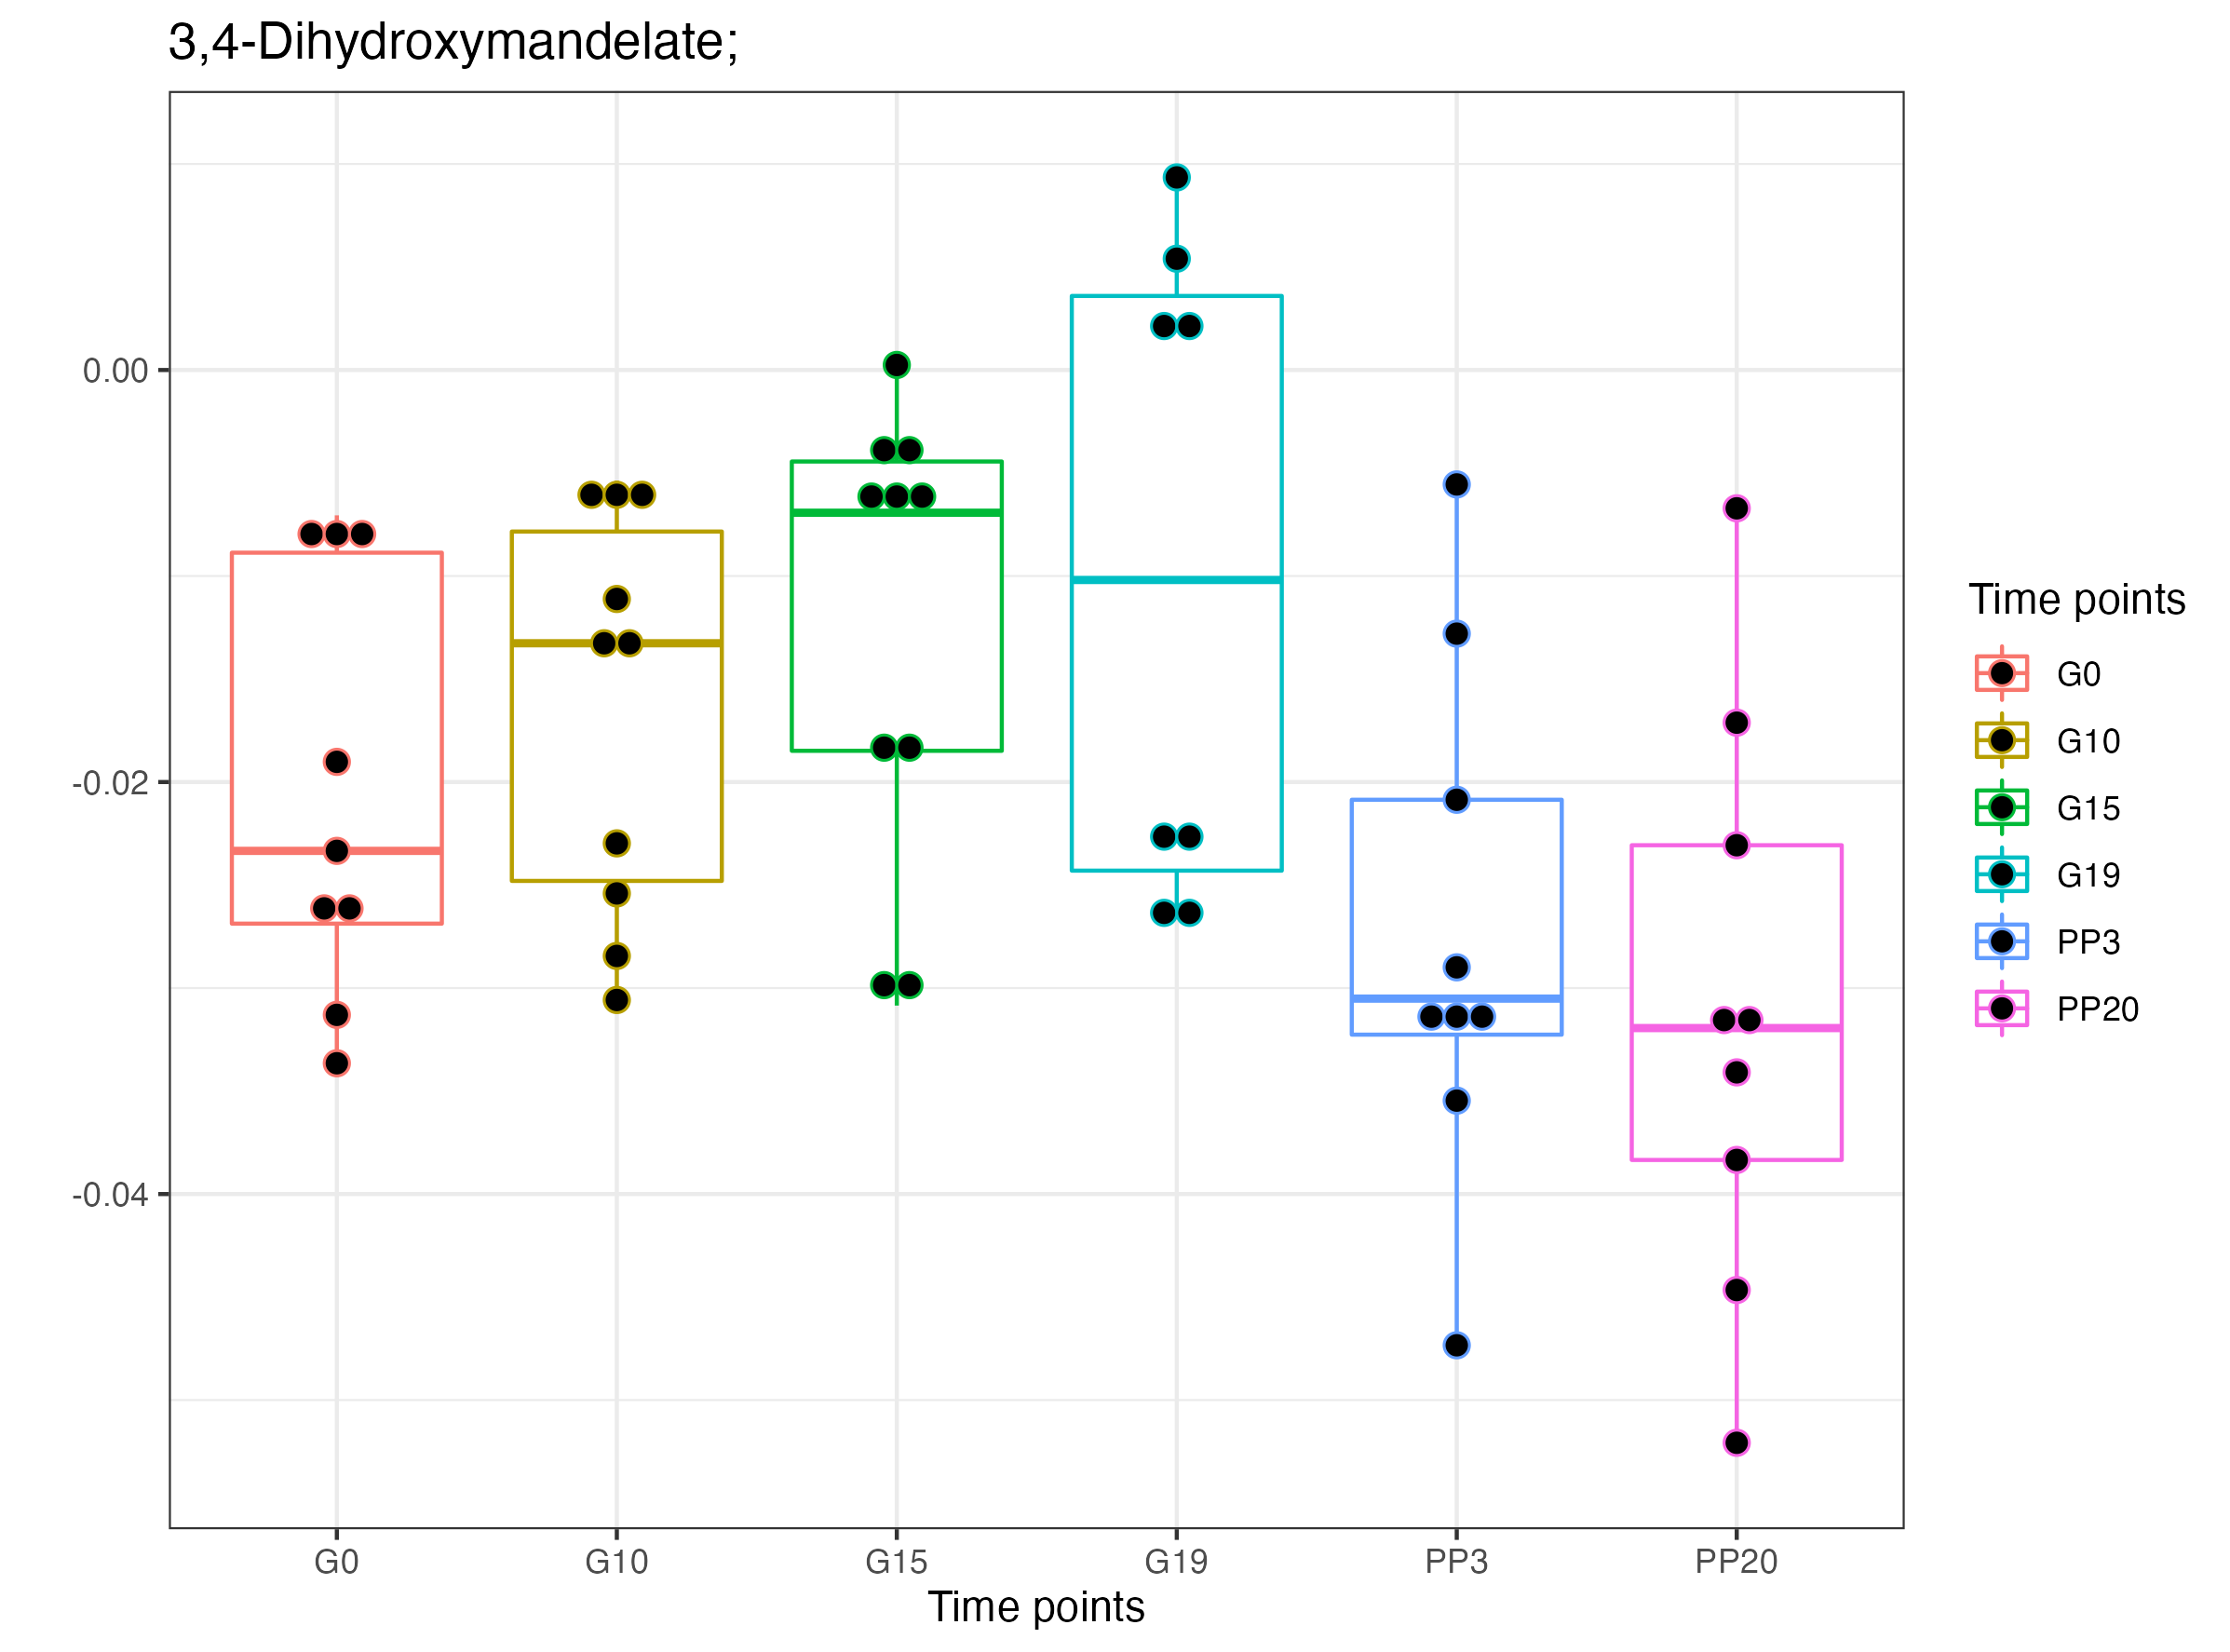 3,4-Dihydroxymandelate;
0.00
-0.02
-0.04
G0 G10 G15 G19 PP3 PP20
Time points
Time points
G0
G10
G15
G19
PP3
PP20